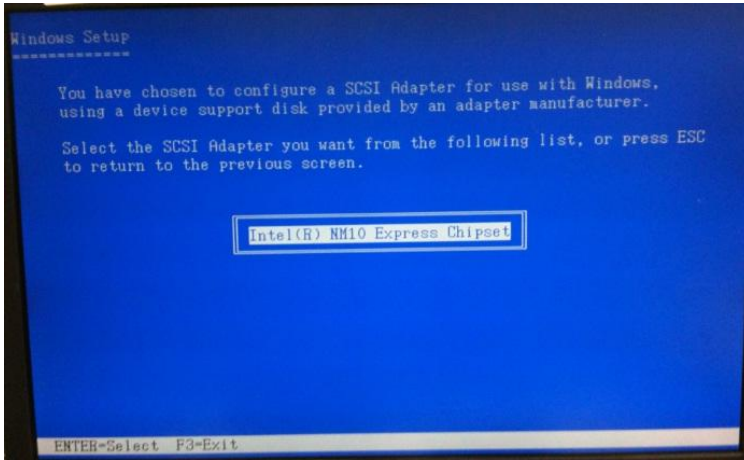 Windows Setup
=============
You have chosen to configure a SCSI Adapter for use with Windows,
using a device support disk provided by an adapter manufacturer.
Select the SCSI Adapter you want from the following list, or press ESC
to return to the previous screen.
Intel(R) NM10 Express Chipset
ENTER=Select F3=Exit